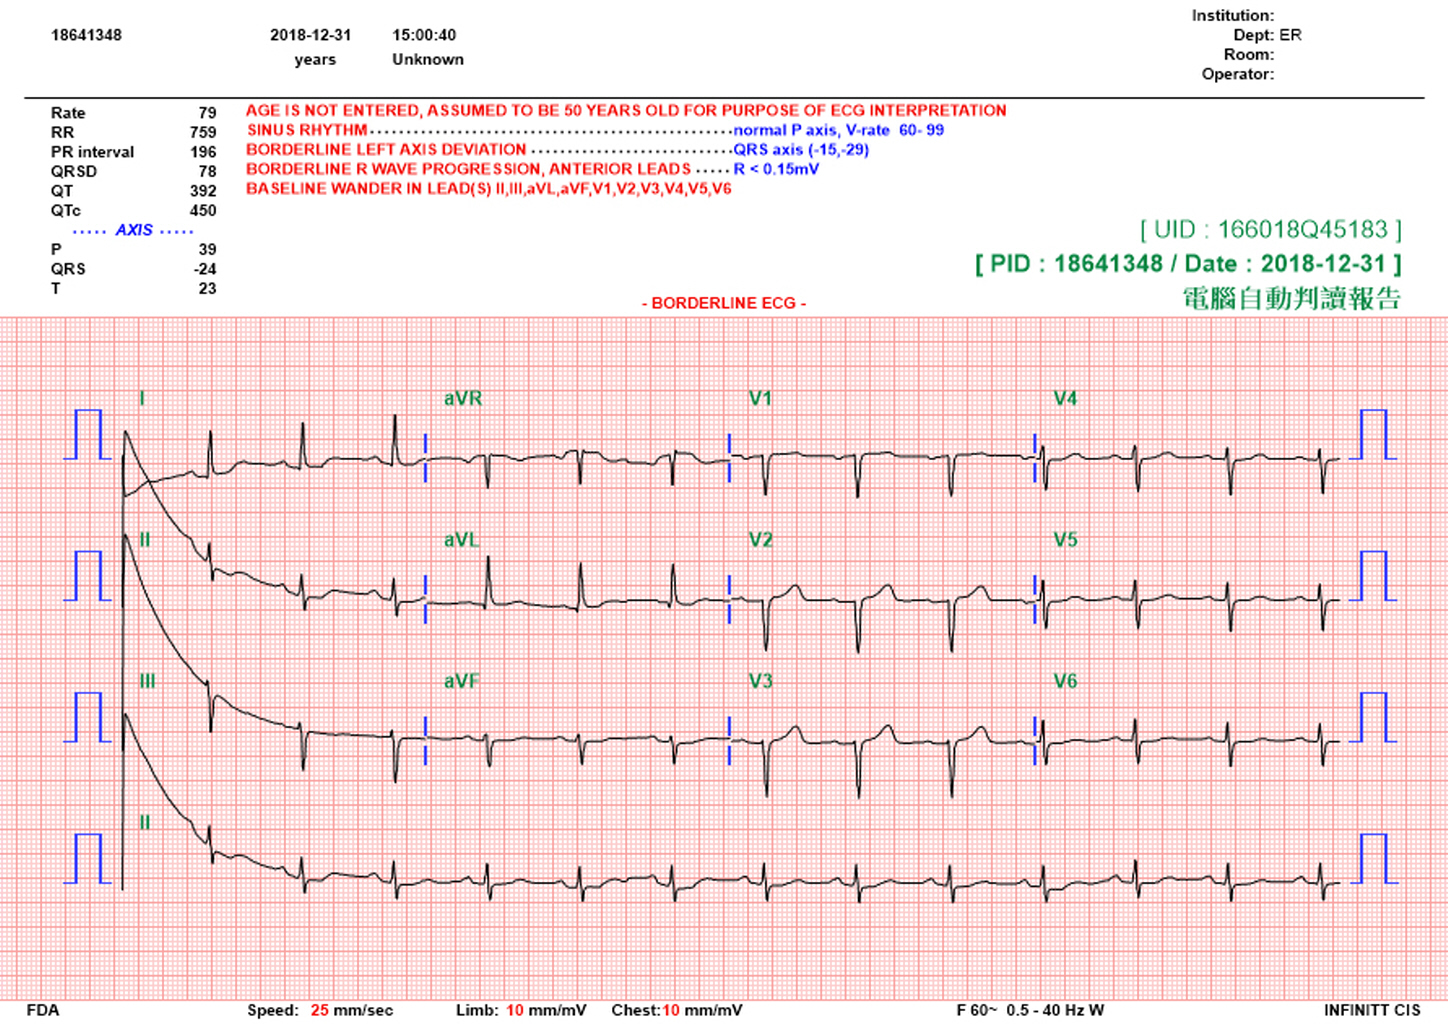 18641348 2018-12-31 15:00:40
years Unknown
Institution:
Dept: ER
Room:
Operator:
Rate 79
RR 759
PR interval 196
QRSD 78
QT 392
QTc 450
····· AXIS ·····
P 39
QRS -24
T 23
AGE IS NOT ENTERED, ASSUMED TO BE 50 YEARS OLD FOR PURPOSE OF ECG INTERPRETATION
SINUS RHYTHM ········ normal P axis, V-rate 60- 99
BORDERLINE LEFT AXIS DEVIATION ········ QRS axis (-15,-29)
BORDERLINE R WAVE PROGRESSION, ANTERIOR LEADS ····· R < 0.15mV
BASELINE WANDER IN LEAD(S) II,III,aVL,aVF,V1,V2,V3,V4,V5,V6
[ UID : 166018Q45183 ]
[ PID : 18641348 / Date : 2018-12-31 ]
電腦自動判讀報告
- BORDERLINE ECG -
I aVR V1 V4
II aVL V2 V5
III aVF V3 V6
II
FDA Speed: 25 mm/sec Limb: 10 mm/mV Chest:10 mm/mV F 60~ 0.5 - 40 Hz W INFINITT CIS